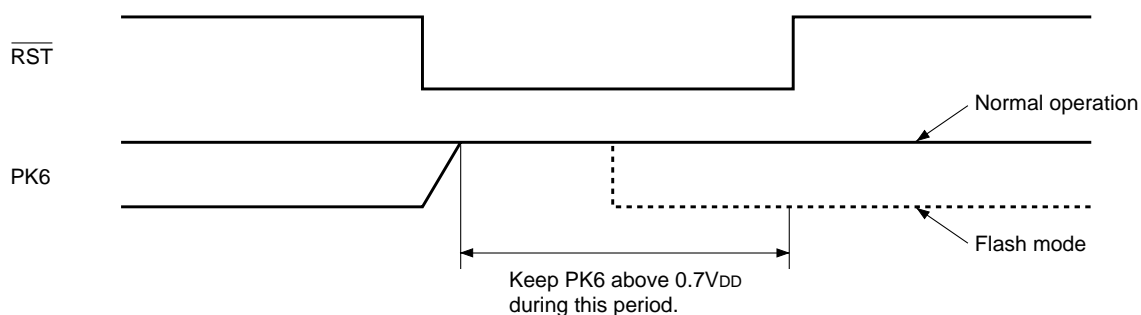 RST
Normal operation
PK6
Flash mode
Keep PK6 above 0.7VDD
during this period.